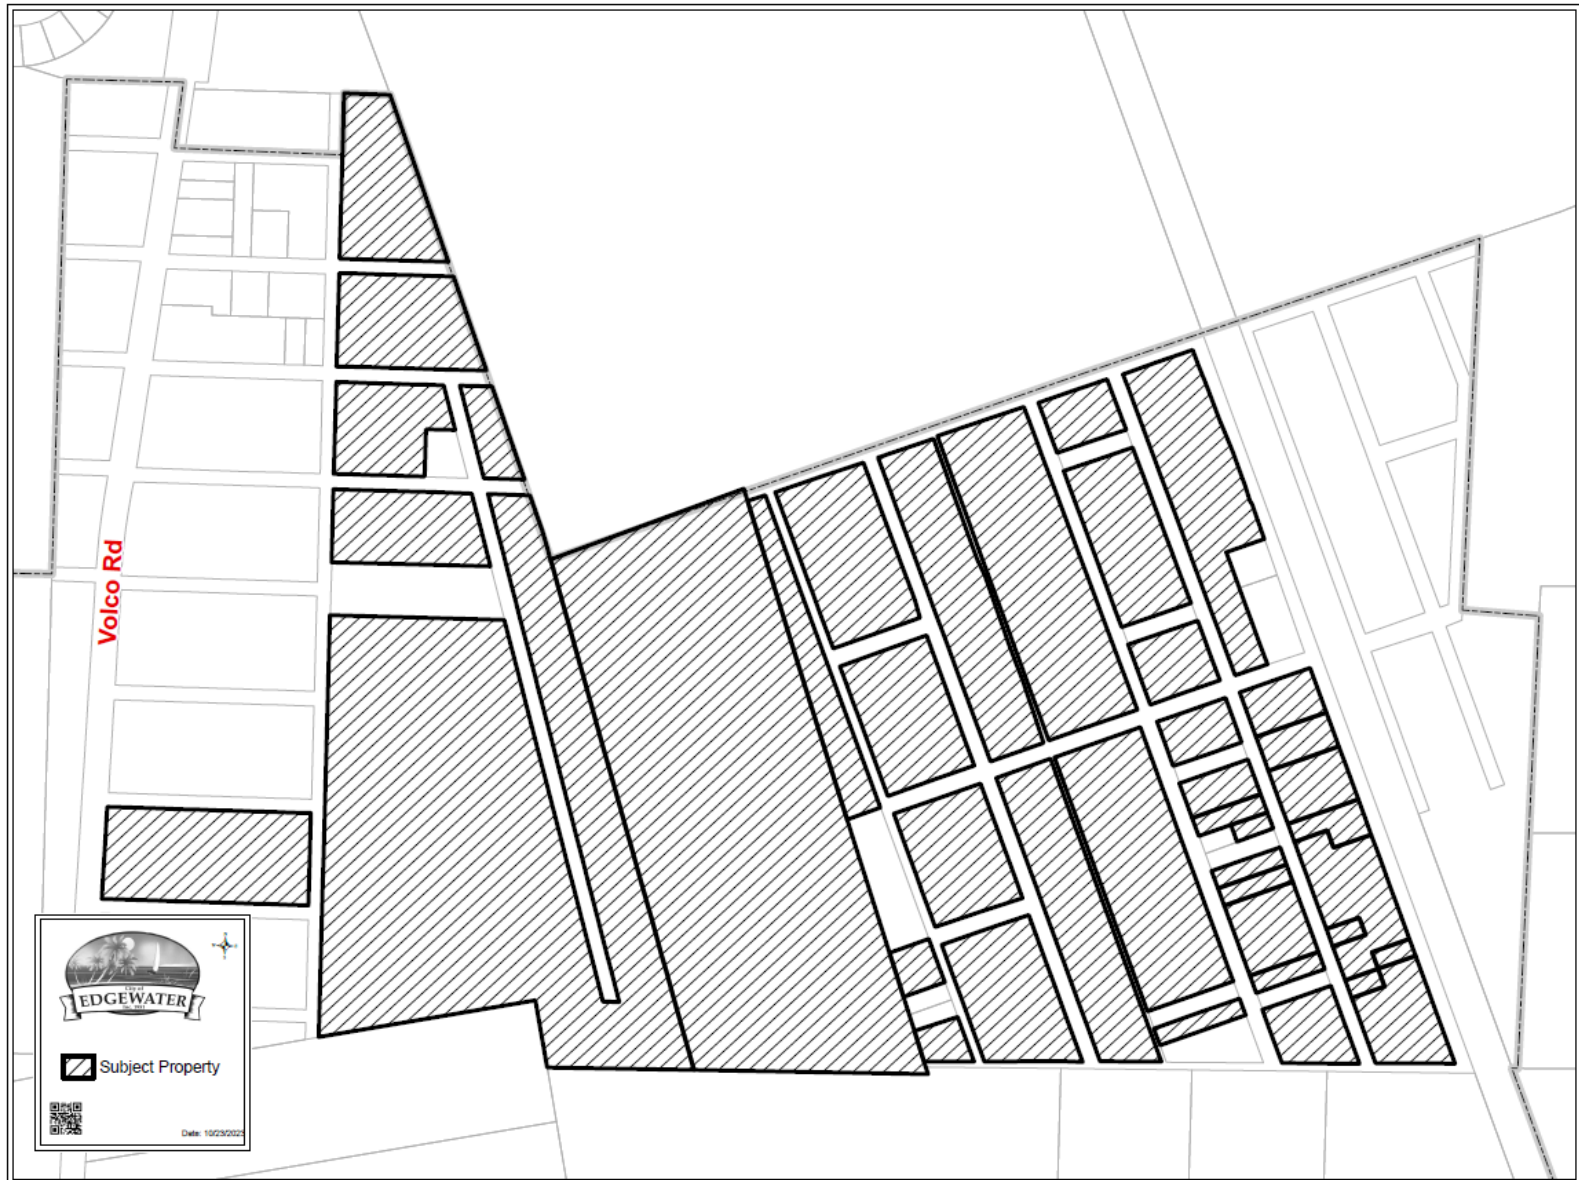 Volco Rd
City of
EDGEWATER
Subject Property
Date: 10/23/2023